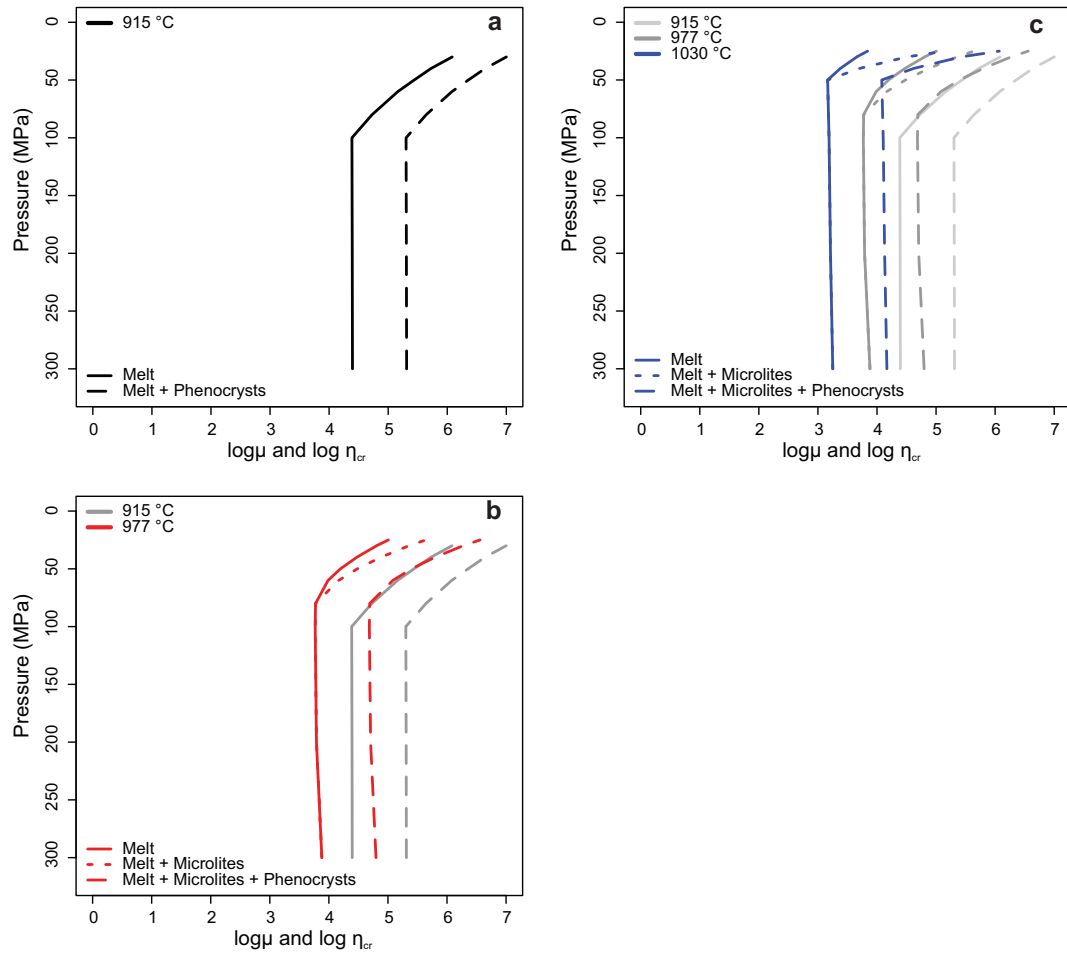 a
915 °C
0
50
100
150
200
250
300
Pressure (MPa)
Melt
Melt + Phenocrysts
0 1 2 3 4 5 6 7
logμ and log ηcr
c
915 °C
977 °C
1030 °C
0
50
100
150
200
250
300
Pressure (MPa)
Melt
Melt + Microlites
Melt + Microlites + Phenocrysts
0 1 2 3 4 5 6 7
logμ and log ηcr
b
915 °C
977 °C
0
50
100
150
200
250
300
Pressure (MPa)
Melt
Melt + Microlites
Melt + Microlites + Phenocrysts
0 1 2 3 4 5 6 7
logμ and log ηcr